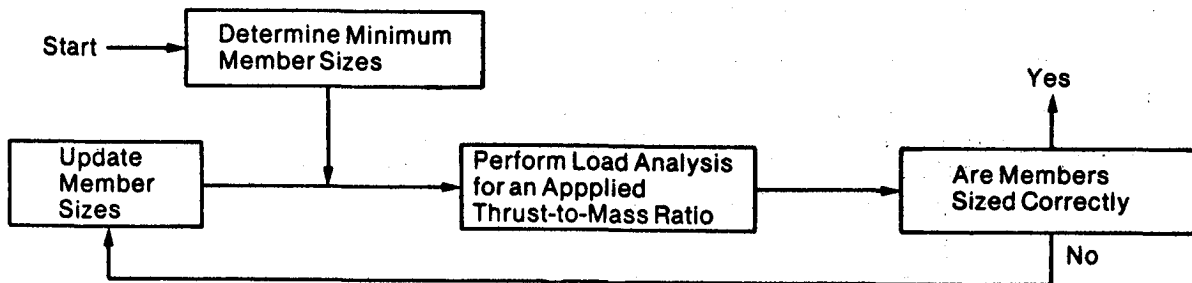 Start
Determine Minimum
Member Sizes
Yes
Update
Member
Sizes
Perform Load Analysis
for an Appplied
Thrust-to-Mass Ratio
Are Members
Sized Correctly
No